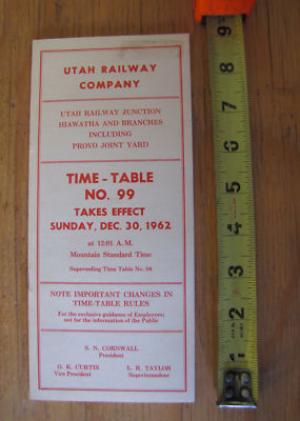 UTAH RAILWAY
COMPANY
UTAH RAILWAY JUNCTION
HIAWATHA AND BRANCHES
INCLUDING
PROVO JOINT YARD
TIME - TABLE
NO. 99
TAKES EFFECT
SUNDAY, DEC. 30, 1962
at 12:01 A. M.
Mountain Standard Time
Superseding Time Table No. 98
NOTE IMPORTANT CHANGES IN
TIME-TABLE RULES
For the exclusive guidance of Employees;
not for the information of the Public
S. N. CORNWALL
President
O. K. CURTIS
Vice President
L. R. TAYLOR
Superintendent
9
8
7
6
5
4
3
2
1